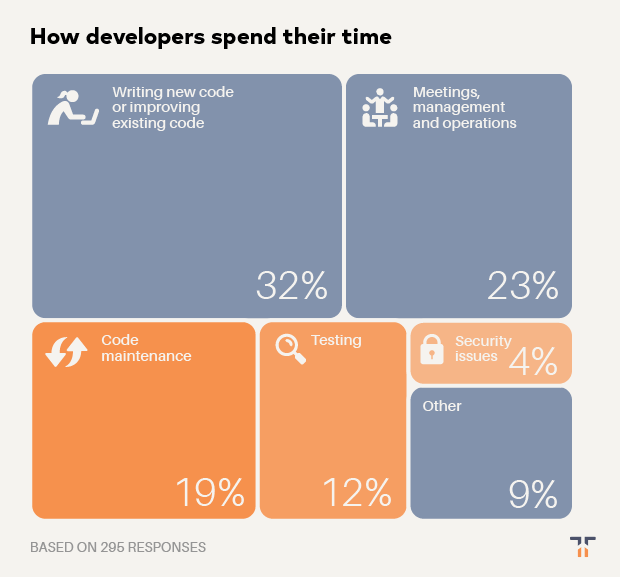 How developers spend their time
Writing new code
or improving
existing code
32%
Meetings,
management
and operations
23%
Code
maintenance
19%
Testing
12%
Security
issues
4%
Other
9%
BASED ON 295 RESPONSES